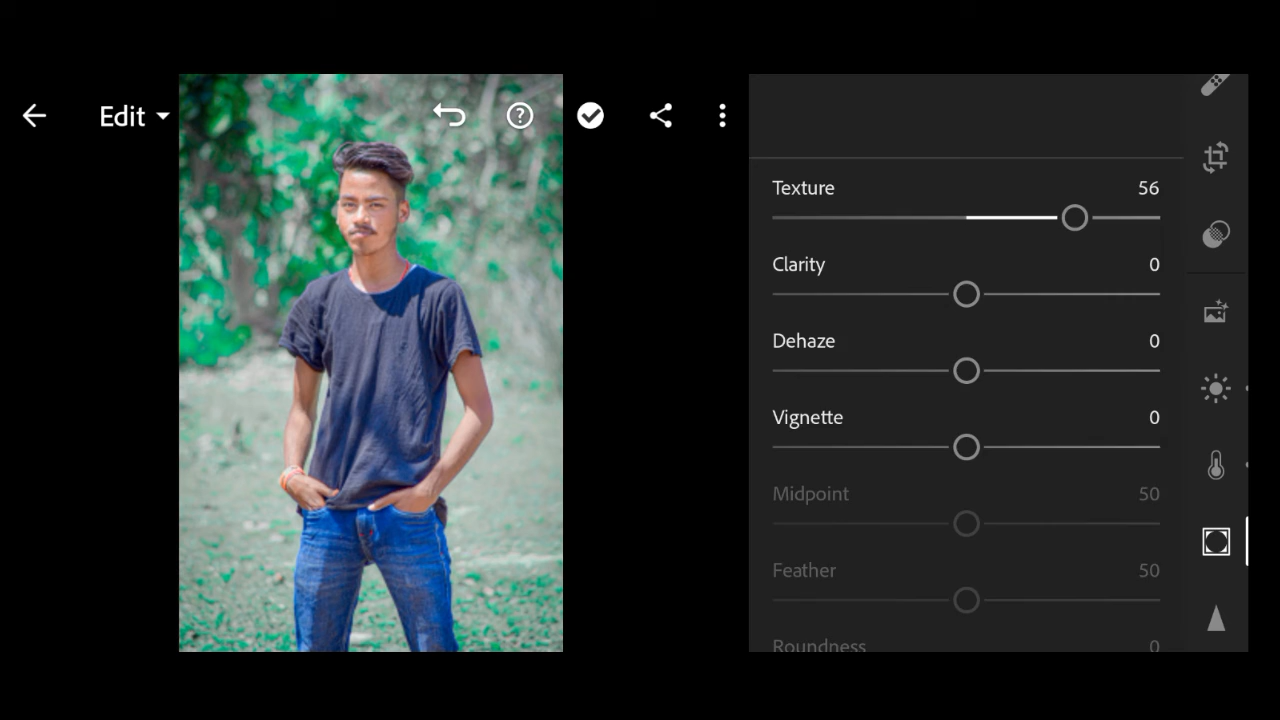 Edit
Texture 56
Clarity 0
Dehaze 0
Vignette 0
Midpoint 50
Feather 50
Roundness 0